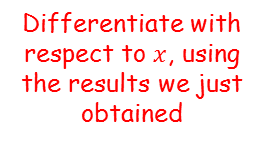 Differentiate with
respect to 𝑥, using
the results we just
obtained